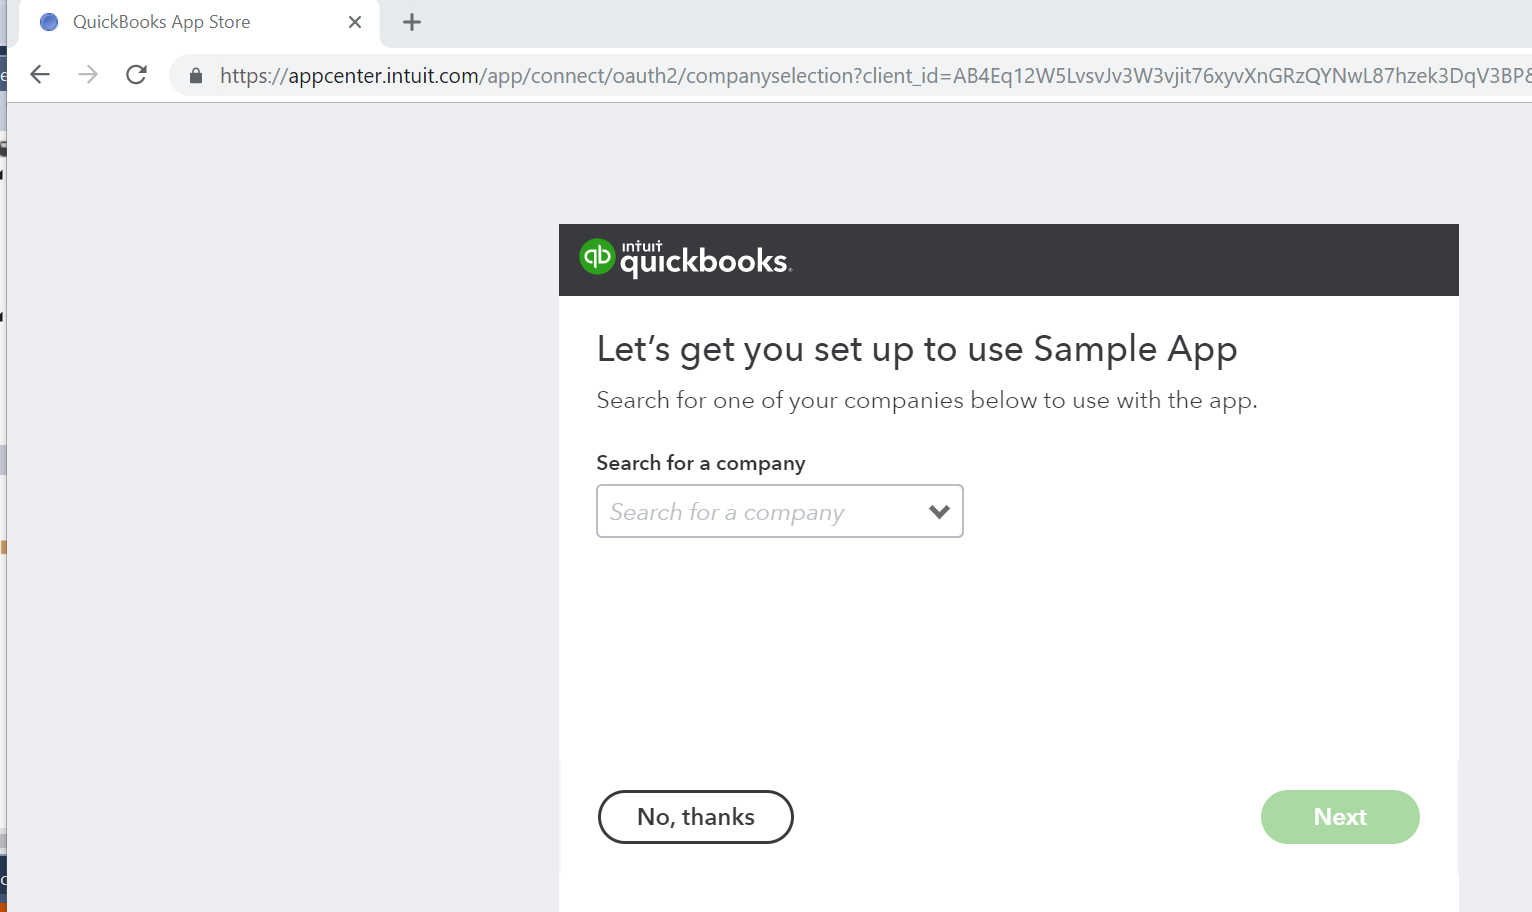 QuickBooks App Store
https://appcenter.intuit.com/app/connect/oauth2/companyselection?client_id=AB4Eq12W5LvsvJv3W3vjit76xyvXnGRzQYNwL87hzek3DqV3BP8
qb intuit quickbooks.
Let's get you set up to use Sample App
Search for one of your companies below to use with the app.
Search for a company
Search for a company
No, thanks
Next